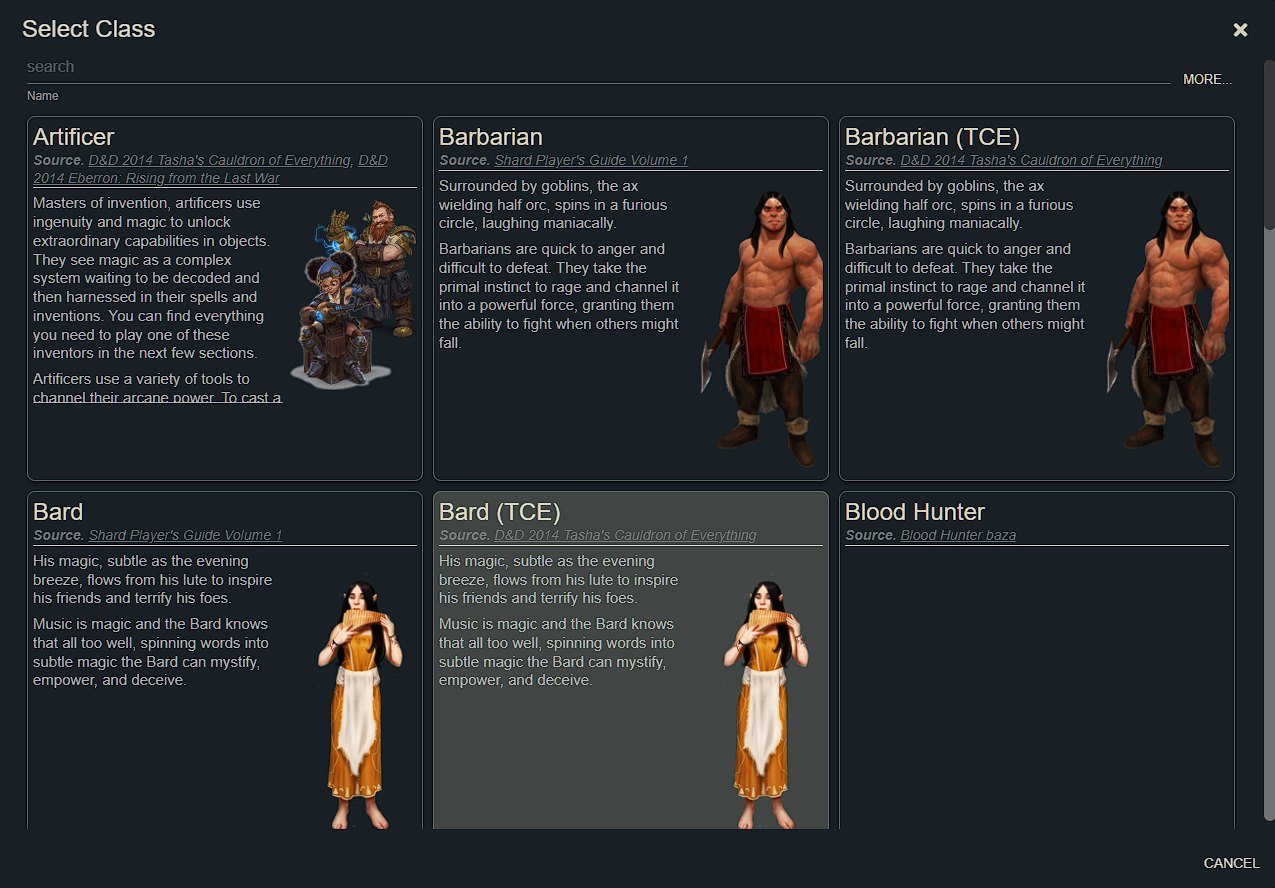 Select Class
search
MORE...
Name
Artificer
Source. D&D 2014 Tasha's Cauldron of Everything, D&D
2014 Eberron: Rising from the Last War
Masters of invention, artificers use
ingenuity and magic to unlock
extraordinary capabilities in objects.
They see magic as a complex
system waiting to be decoded and
then harnessed in their spells and
inventions. You can find everything
you need to play one of these
inventors in the next few sections.
Artificers use a variety of tools to
channel their arcane power. To cast a
Barbarian
Source. Shard Player's Guide Volume 1
Surrounded by goblins, the ax
wielding half orc, spins in a furious
circle, laughing maniacally.
Barbarians are quick to anger and
difficult to defeat. They take the
primal instinct to rage and channel it
into a powerful force, granting them
the ability to fight when others might
fall.
Barbarian (TCE)
Source. D&D 2014 Tasha's Cauldron of Everything
Surrounded by goblins, the ax
wielding half orc, spins in a furious
circle, laughing maniacally.
Barbarians are quick to anger and
difficult to defeat. They take the
primal instinct to rage and channel it
into a powerful force, granting them
the ability to fight when others might
fall.
Bard
Source. Shard Player's Guide Volume 1
His magic, subtle as the evening
breeze, flows from his lute to inspire
his friends and terrify his foes.
Music is magic and the Bard knows
that all too well, spinning words into
subtle magic the Bard can mystify,
empower, and deceive.
Bard (TCE)
Source. D&D 2014 Tasha's Cauldron of Everything
His magic, subtle as the evening
breeze, flows from his lute to inspire
his friends and terrify his foes.
Music is magic and the Bard knows
that all too well, spinning words into
subtle magic the Bard can mystify,
empower, and deceive.
Blood Hunter
Source. Blood Hunter baza
CANCEL